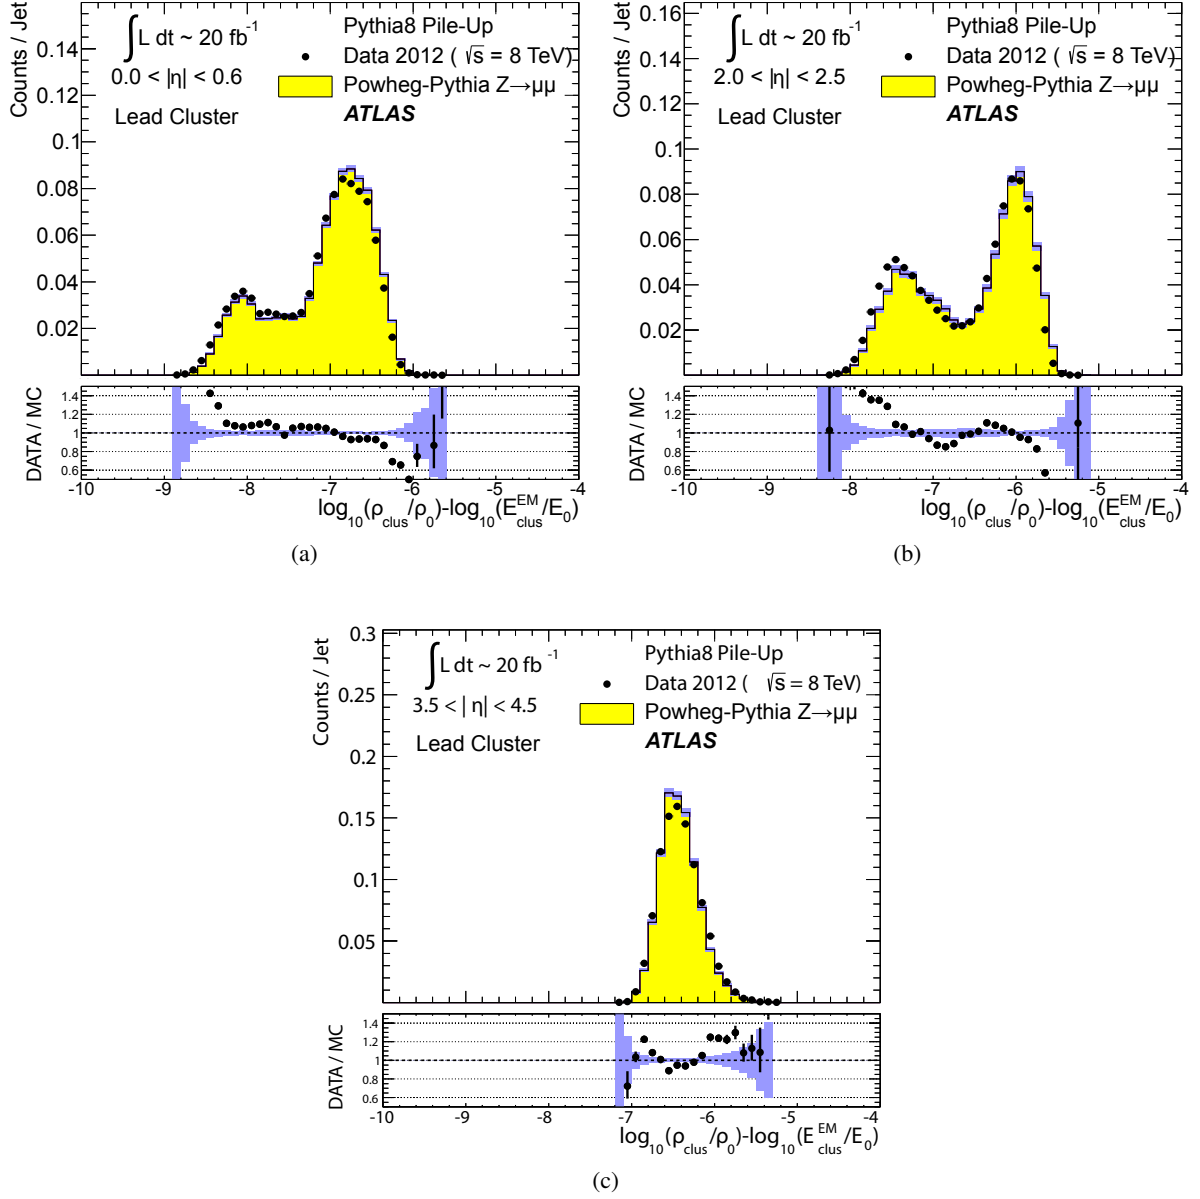 Counts / Jet
0.14
0.12
0.1
0.08
0.06
0.04
0.02
∫L dt ~ 20 fb⁻¹
0.0 < |η| < 0.6
Lead Cluster
Pythia8 Pile-Up
Data 2012 ( √s = 8 TeV)
Powheg-Pythia Z→μμ
ATLAS
DATA / MC
1.4
1.2
1
0.8
0.6
-10 -9 -8 -7 -6 -5 -4
log₁₀(ρ_clus/ρ₀)-log₁₀(E_clus^EM/E₀)
(a)
Counts / Jet
0.16
0.14
0.12
0.1
0.08
0.06
0.04
0.02
∫L dt ~ 20 fb⁻¹
2.0 < |η| < 2.5
Lead Cluster
Pythia8 Pile-Up
Data 2012 ( √s = 8 TeV)
Powheg-Pythia Z→μμ
ATLAS
DATA / MC
1.4
1.2
1
0.8
0.6
-10 -9 -8 -7 -6 -5 -4
log₁₀(ρ_clus/ρ₀)-log₁₀(E_clus^EM/E₀)
(b)
Counts / Jet
0.3
0.25
0.2
0.15
0.1
0.05
∫L dt ~ 20 fb ⁻¹
3.5 < | η| < 4.5
Lead Cluster
Pythia8 Pile-Up
Data 2012 ( √s = 8 TeV)
Powheg-Pythia Z→μμ
ATLAS
DATA / MC
1.4
1.2
1
0.8
0.6
-10 -9 -8 -7 -6 -5 -4
log₁₀(ρ_clus/ρ₀)-log₁₀(E_clus^EM/E₀)
(c)